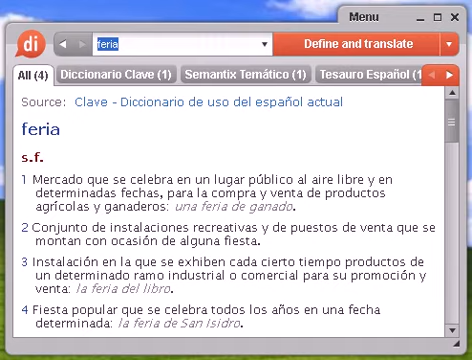 Menu
di
feria
Define and translate
All (4)
Diccionario Clave (1)
Semantix Temático (1)
Tesauro Español (1
Source: Clave - Diccionario de uso del español actual
feria
s.f.
1 Mercado que se celebra en un lugar público al aire libre y en
determinadas fechas, para la compra y venta de productos
agrícolas y ganaderos: una feria de ganado.
2 Conjunto de instalaciones recreativas y de puestos de venta que se
montan con ocasión de alguna fiesta.
3 Instalación en la que se exhiben cada cierto tiempo productos de
un determinado ramo industrial o comercial para su promoción y
venta: la feria del libro.
4 Fiesta popular que se celebra todos los años en una fecha
determinada: la feria de San Isidro.